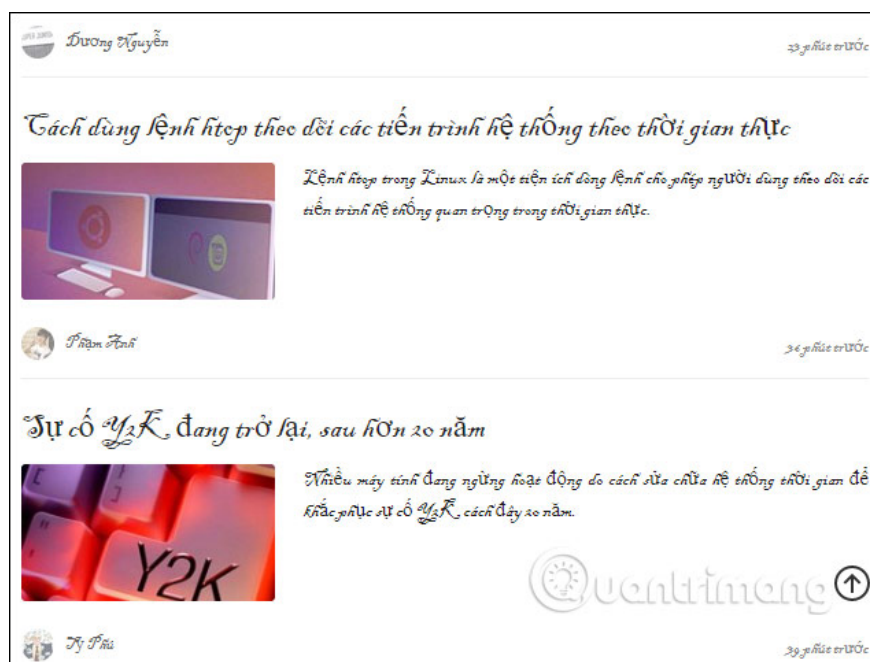 Dương Nguyễn
23 phút trước
Cách dùng lệnh htop theo dõi các tiến trình hệ thống theo thời gian thực
Lệnh htop trong Linux là một tiện ích dòng lệnh cho phép người dùng theo dõi các
tiến trình hệ thống quan trọng trong thời gian thực.
Phạm Anh
36 phút trước
Sự cố Y2K đang trở lại, sau hơn 20 năm
Nhiều máy tính đang ngừng hoạt động do cách sửa chữa hệ thống thời gian để
khắc phục sự cố Y2K cách đây 20 năm.
Y2K
Quantrimang
Tỷ Phú
39 phút trước